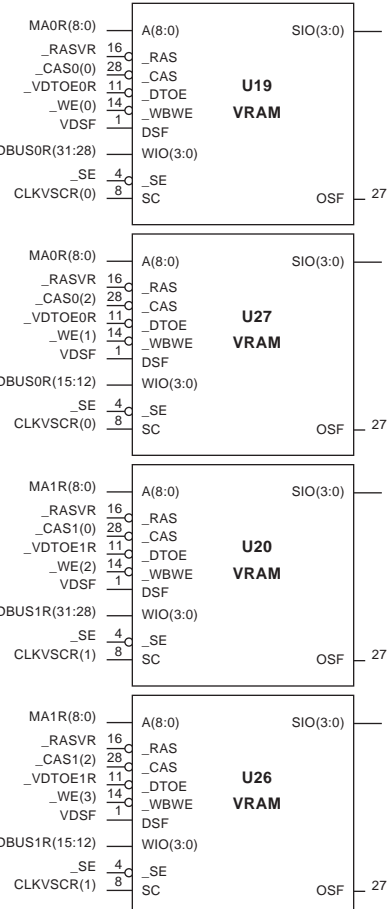 MA0R(8:0) A(8:0) SIO(3:0)
_RASVR 16 _RAS
_CAS0(0) 28 _CAS
_VDTOE0R 11 _DTOE U19
_WE(0) 14 _WBWE VRAM
VDSF 1 DSF
DBUS0R(31:28) WIO(3:0)
_SE 4 _SE
CLKVSCR(0) 8 SC OSF 27
MA0R(8:0) A(8:0) SIO(3:0)
_RASVR 16 _RAS
_CAS0(2) 28 _CAS
_VDTOE0R 11 _DTOE U27
_WE(1) 14 _WBWE VRAM
VDSF 1 DSF
DBUS0R(15:12) WIO(3:0)
_SE 4 _SE
CLKVSCR(0) 8 SC OSF 27
MA1R(8:0) A(8:0) SIO(3:0)
_RASVR 16 _RAS
_CAS1(0) 28 _CAS
_VDTOE1R 11 _DTOE U20
_WE(2) 14 _WBWE VRAM
VDSF 1 DSF
DBUS1R(31:28) WIO(3:0)
_SE 4 _SE
CLKVSCR(1) 8 SC OSF 27
MA1R(8:0) A(8:0) SIO(3:0)
_RASVR 16 _RAS
_CAS1(2) 28 _CAS
_VDTOE1R 11 _DTOE U26
_WE(3) 14 _WBWE VRAM
VDSF 1 DSF
DBUS1R(15:12) WIO(3:0)
_SE 4 _SE
CLKVSCR(1) 8 SC OSF 27